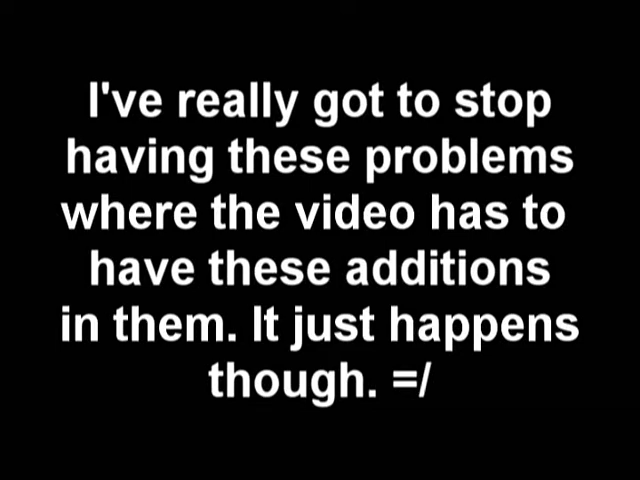 I've really got to stop
having these problems
where the video has to
have these additions
in them. It just happens
though. =/